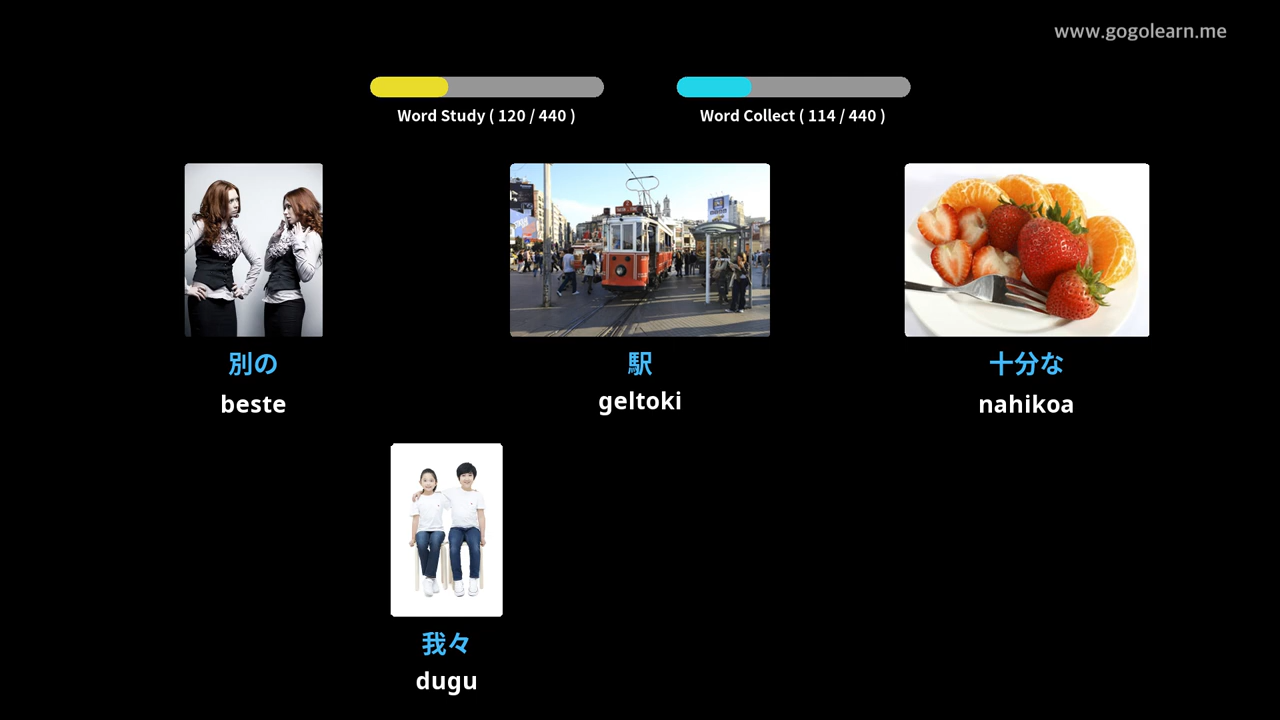 www.gogolearn.me
Word Study ( 120 / 440 )
Word Collect ( 114 / 440 )
別の
beste
駅
geltoki
十分な
nahikoa
我々
dugu